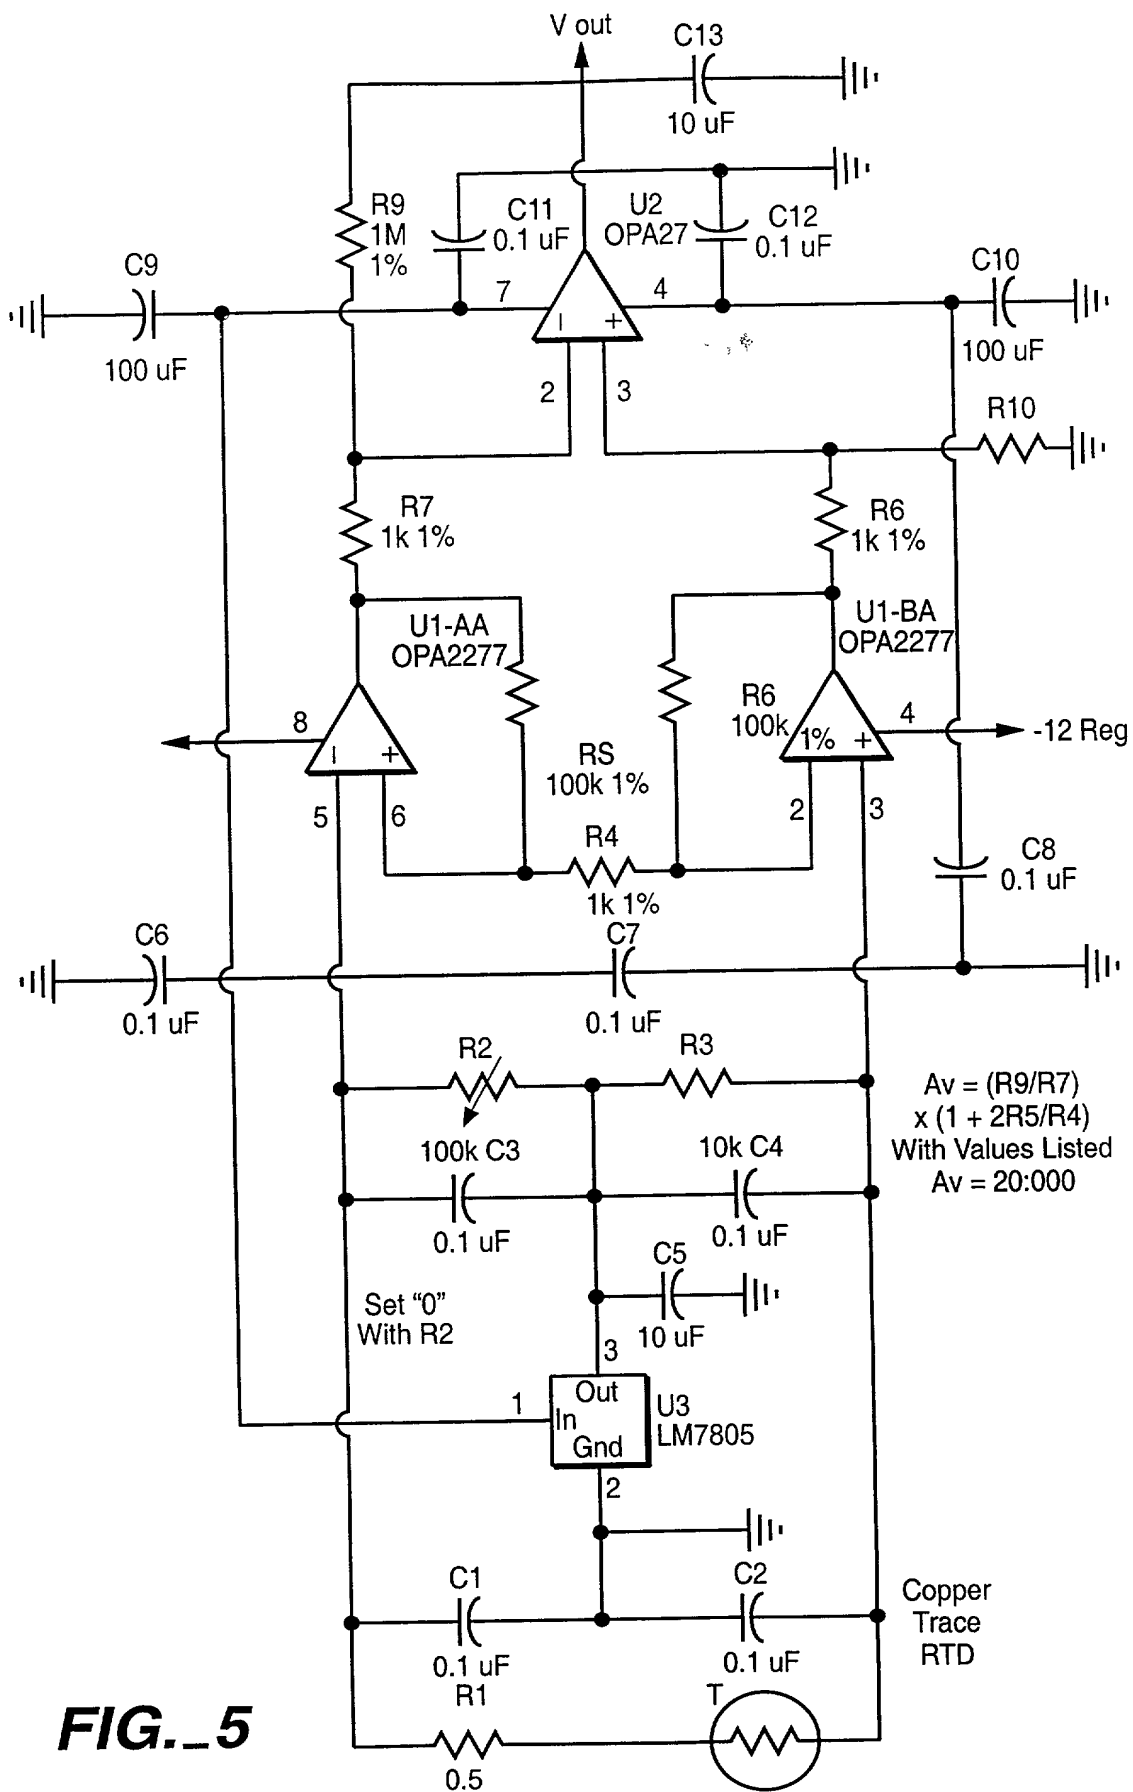 V out
C13
10 uF
R9
1M
1%
C11
0.1 uF
U2
OPA27
C12
0.1 uF
C9
100 uF
7
4
C10
100 uF
2
3
R10
R7
1k 1%
R6
1k 1%
U1-AA
OPA2277
U1-BA
OPA2277
8
R6
100k
1%
4
-12 Reg
RS
100k 1%
5
6
2
3
R4
1k 1%
C8
0.1 uF
C6
0.1 uF
C7
0.1 uF
R2
R3
Av = (R9/R7)
x (1 + 2R5/R4)
With Values Listed
Av = 20:000
100k C3
0.1 uF
10k C4
0.1 uF
C5
10 uF
Set “0”
With R2
3
1
Out
In
Gnd
U3
LM7805
2
C1
0.1 uF
C2
0.1 uF
Copper
Trace
RTD
R1
0.5
T
FIG._5